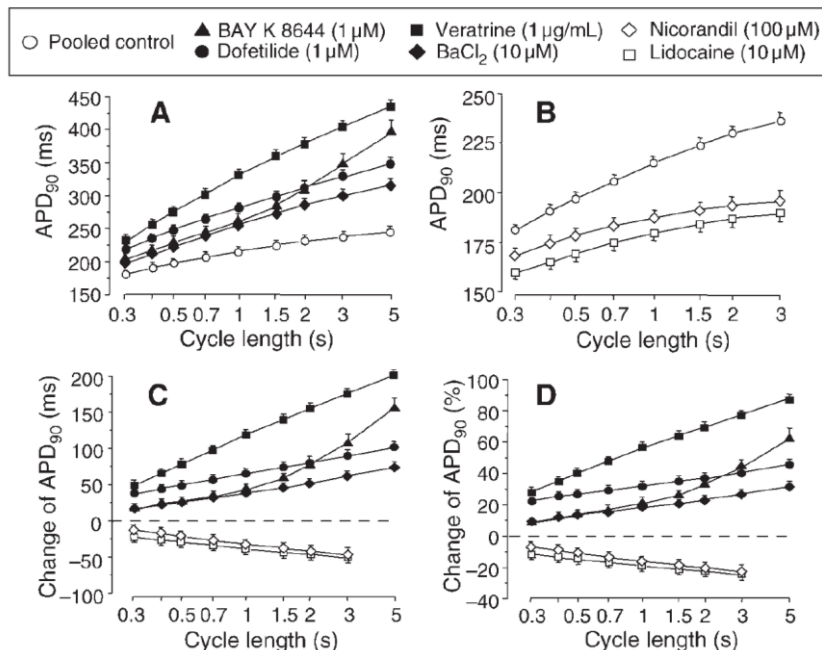 Pooled control
BAY K 8644 (1 µM)
Dofetilide (1 µM)
Veratrine (1 µg/mL)
BaCl₂ (10 µM)
Nicorandil (100 µM)
Lidocaine (10 µM)
A
APD₉₀ (ms)
450
400
350
300
250
200
150
0.3 0.5 0.7 1 1.5 2 3 5
Cycle length (s)
B
APD₉₀ (ms)
225
200
175
150
0.3 0.5 0.7 1 1.5 2 3
Cycle length (s)
C
Change of APD₉₀ (ms)
200
150
100
50
0
−50
−100
0.3 0.5 0.7 1 1.5 2 3 5
Cycle length (s)
D
Change of APD₉₀ (%)
100
80
60
40
20
0
−20
−40
0.3 0.5 0.7 1 1.5 2 3 5
Cycle length (s)